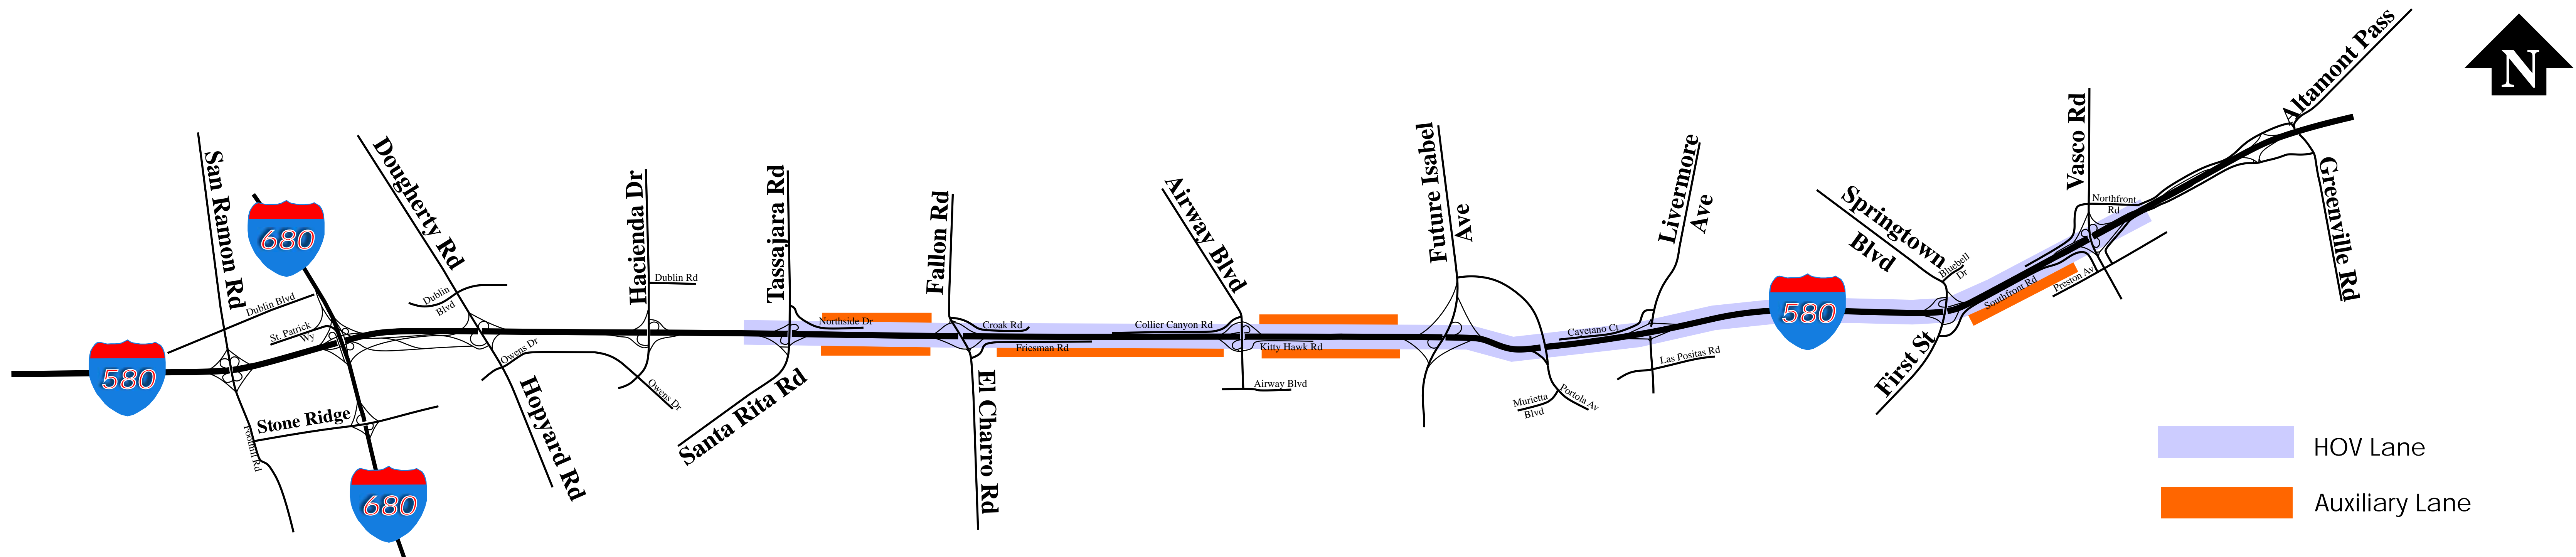 N
Altamont Pass
San Ramon Rd
680
Dougherty Rd
Hacienda Dr
Tassajara Rd
Fallon Rd
Airway Blvd
Future Isabel
Ave
Livermore
Ave
Springtown
Blvd
Vasco Rd
Northfront
Rd
Greenville Rd
Dublin Blvd
St. Patrick
Wy
Dublin
Blvd
Dublin Rd
Northside Dr
Croak Rd
Collier Canyon Rd
Cayetano Ct
580
Bluebell
Dr
Southfront Rd
Preston Av
580
Owens Dr
Friesman Rd
Kitty Hawk Rd
Las Positas Rd
First St
Stone Ridge
Foothill Rd
Hopyard Rd
Owens Dr
Santa Rita Rd
El Charro Rd
Airway Blvd
Murietta
Blvd
Portola Av
680
HOV Lane
Auxiliary Lane